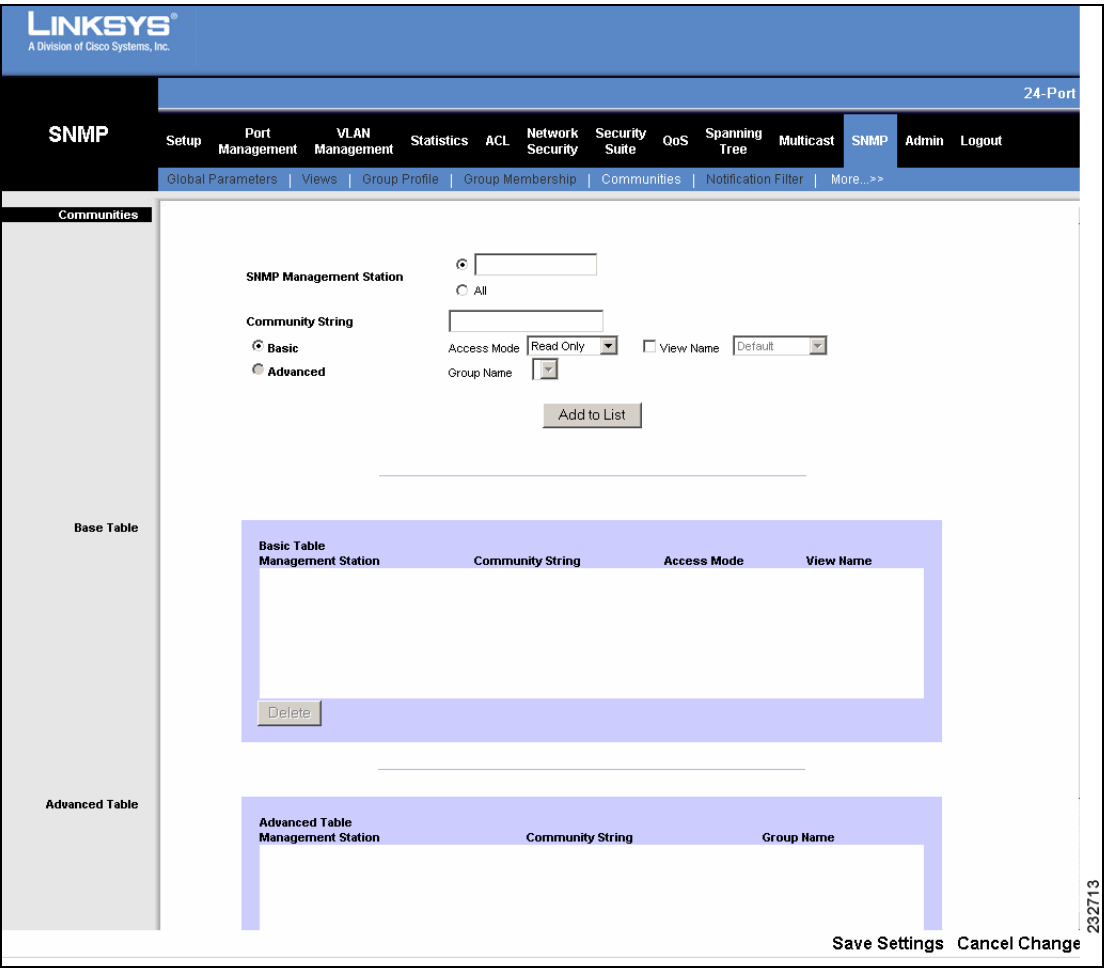 LINKSYS®
A Division of Cisco Systems, Inc.
24-Port
SNMP
Setup Port Management VLAN Management Statistics ACL Network Security Security Suite QoS Spanning Tree Multicast SNMP Admin Logout
Global Parameters | Views | Group Profile | Group Membership | Communities | Notification Filter | More...>>
Communities
SNMP Management Station
All
Community String
Basic Access Mode Read Only View Name Default
Advanced Group Name
Add to List
Base Table
Basic Table
Management Station Community String Access Mode View Name
Delete
Advanced Table
Advanced Table
Management Station Community String Group Name
232713
Save Settings Cancel Change